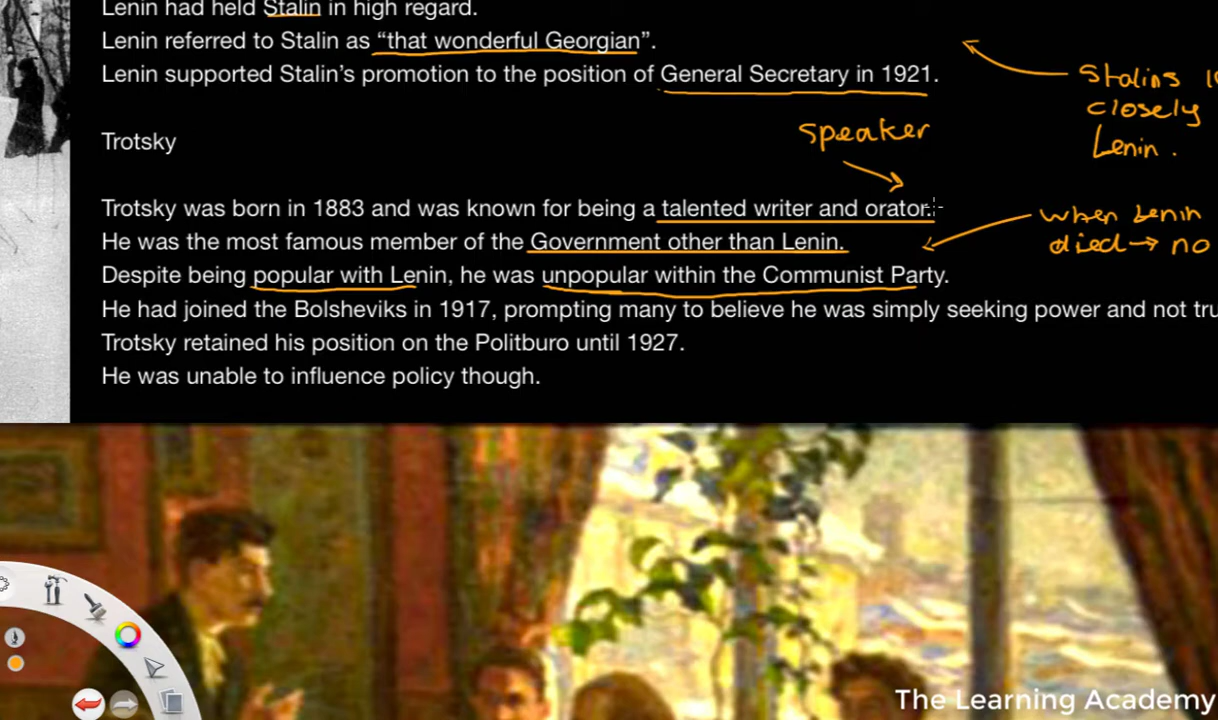 Lenin had held Stalin in high regard.
Lenin referred to Stalin as “that wonderful Georgian”.
Lenin supported Stalin’s promotion to the position of General Secretary in 1921.
Stalins
closely
Lenin.
speaker
Trotsky
Trotsky was born in 1883 and was known for being a talented writer and orator.
He was the most famous member of the Government other than Lenin.
when Lenin
died → no
Despite being popular with Lenin, he was unpopular within the Communist Party.
He had joined the Bolsheviks in 1917, prompting many to believe he was simply seeking power and not
Trotsky retained his position on the Politburo until 1927.
He was unable to influence policy though.
The Learning Academy